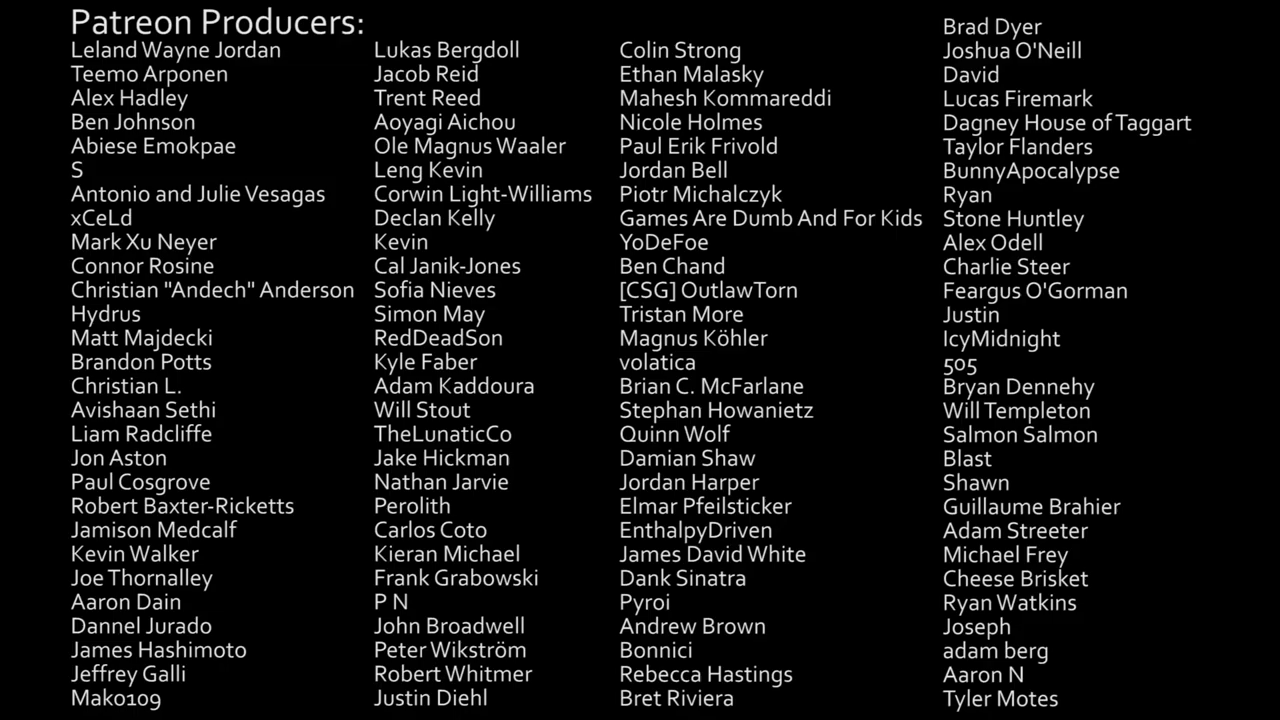 Patreon Producers:
Leland Wayne Jordan
Teemo Arponen
Alex Hadley
Ben Johnson
Abiese Emokpae
S
Antonio and Julie Vesagas
xCeLd
Mark Xu Neyer
Connor Rosine
Christian "Andech" Anderson
Hydrus
Matt Majdecki
Brandon Potts
Christian L.
Avishaan Sethi
Liam Radcliffe
Jon Aston
Paul Cosgrove
Robert Baxter-Ricketts
Jamison Medcalf
Kevin Walker
Joe Thornalley
Aaron Dain
Dannel Jurado
James Hashimoto
Jeffrey Galli
Mako109
Lukas Bergdoll
Jacob Reid
Trent Reed
Aoyagi Aichou
Ole Magnus Waaler
Leng Kevin
Corwin Light-Williams
Declan Kelly
Kevin
Cal Janik-Jones
Sofia Nieves
Simon May
RedDeadSon
Kyle Faber
Adam Kaddoura
Will Stout
TheLunaticCo
Jake Hickman
Nathan Jarvie
Perolith
Carlos Coto
Kieran Michael
Frank Grabowski
P N
John Broadwell
Peter Wikström
Robert Whitmer
Justin Diehl
Colin Strong
Ethan Malasky
Mahesh Kommareddi
Nicole Holmes
Paul Erik Frivold
Jordan Bell
Piotr Michalczyk
Games Are Dumb And For Kids
YoDeFoe
Ben Chand
[CSG] OutlawTorn
Tristan More
Magnus Köhler
volatica
Brian C. McFarlane
Stephan Howanietz
Quinn Wolf
Damian Shaw
Jordan Harper
Elmar Pfeilsticker
EnthalpyDriven
James David White
Dank Sinatra
Pyroi
Andrew Brown
Bonnici
Rebecca Hastings
Bret Riviera
Brad Dyer
Joshua O'Neill
David
Lucas Firemark
Dagney House of Taggart
Taylor Flanders
BunnyApocalypse
Ryan
Stone Huntley
Alex Odell
Charlie Steer
Feargus O'Gorman
Justin
IcyMidnight
505
Bryan Dennehy
Will Templeton
Salmon Salmon
Blast
Shawn
Guillaume Brahier
Adam Streeter
Michael Frey
Cheese Brisket
Ryan Watkins
Joseph
adam berg
Aaron N
Tyler Motes